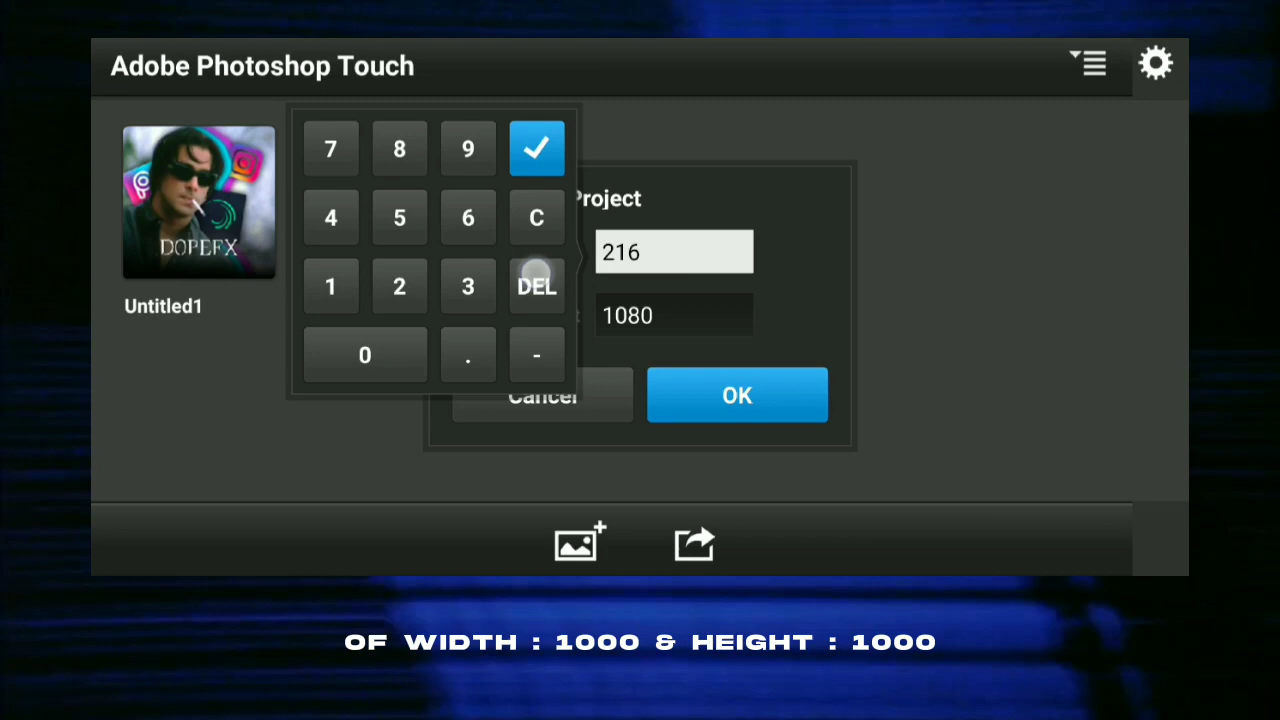 Adobe Photoshop Touch
7 8 9
Project
4 5 6 C
216
1 2 3 DEL
1080
0 . -
Cancel OK
DOPEFX
Untitled1
OF WIDTH : 1000 & HEIGHT : 1000